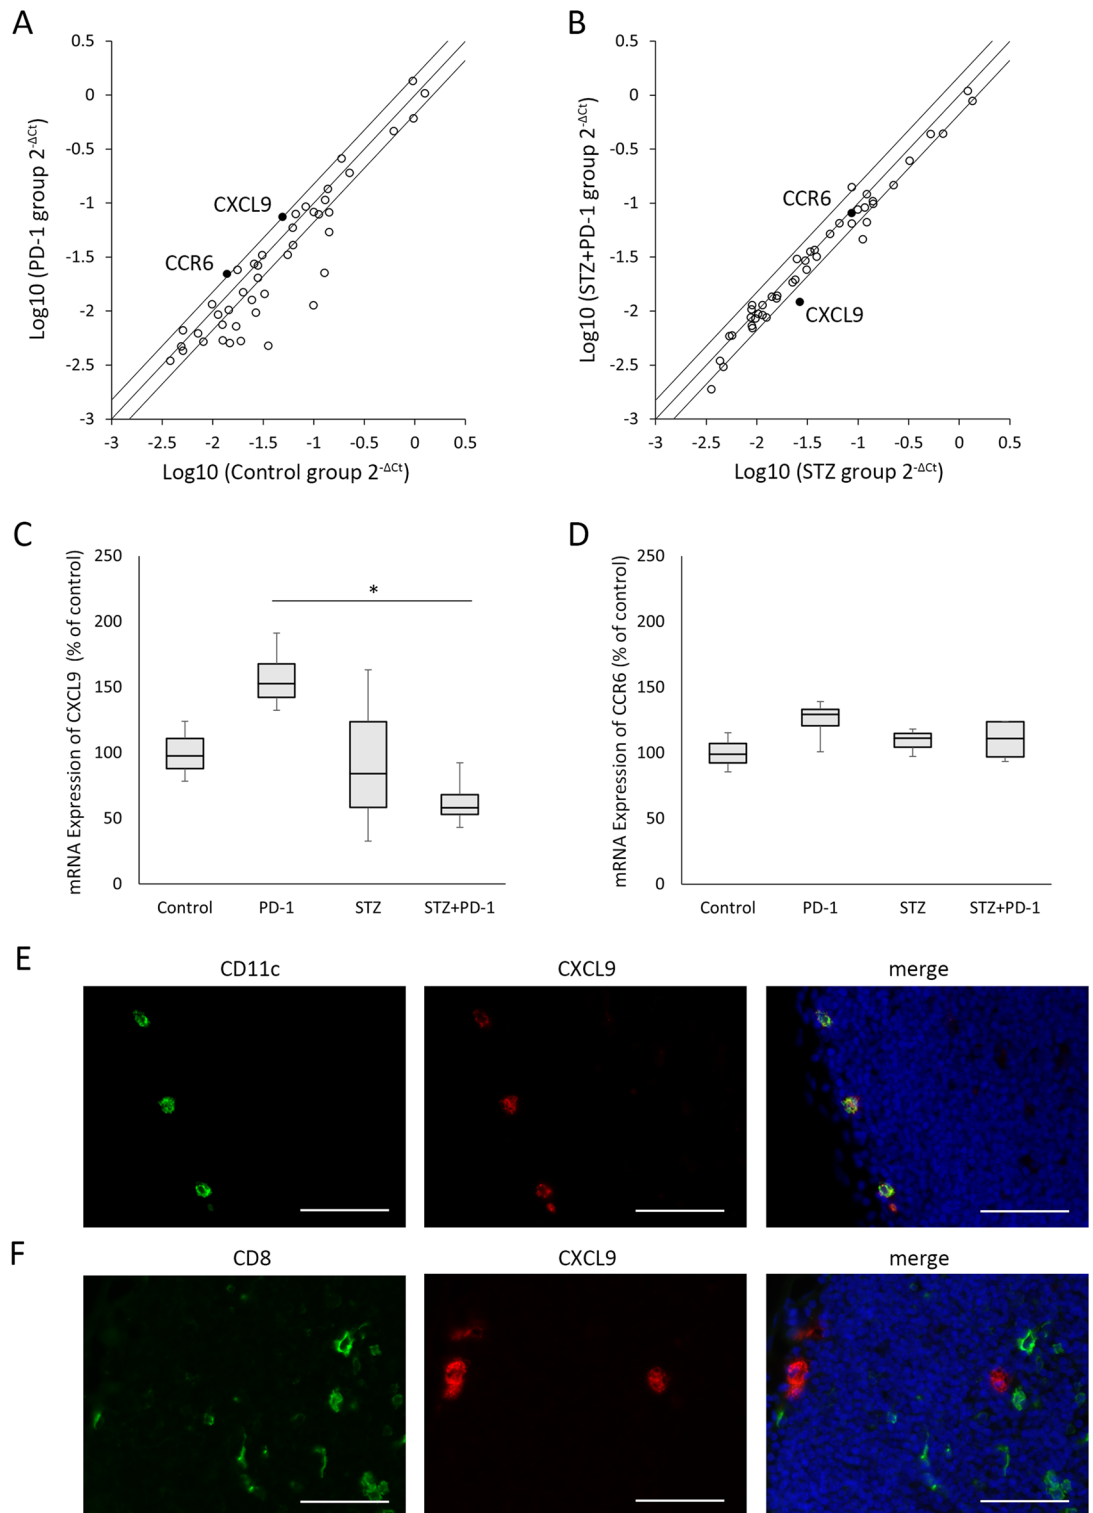 A
B
0.5
0
-0.5
-1
-1.5
-2
-2.5
-3
Log10 (PD-1 group 2^-ΔCt)
CXCL9
CCR6
-3
-2.5
-2
-1.5
-1
-0.5
0
0.5
Log10 (Control group 2^-ΔCt)
0.5
0
-0.5
-1
-1.5
-2
-2.5
-3
Log10 (STZ+PD-1 group 2^-ΔCt)
CCR6
CXCL9
-3
-2.5
-2
-1.5
-1
-0.5
0
0.5
Log10 (STZ group 2^-ΔCt)
C
D
250
200
150
100
50
0
mRNA Expression of CXCL9 (% of control)
*
Control
PD-1
STZ
STZ+PD-1
250
200
150
100
50
0
mRNA Expression of CCR6 (% of control)
Control
PD-1
STZ
STZ+PD-1
E
CD11c
CXCL9
merge
F
CD8
CXCL9
merge